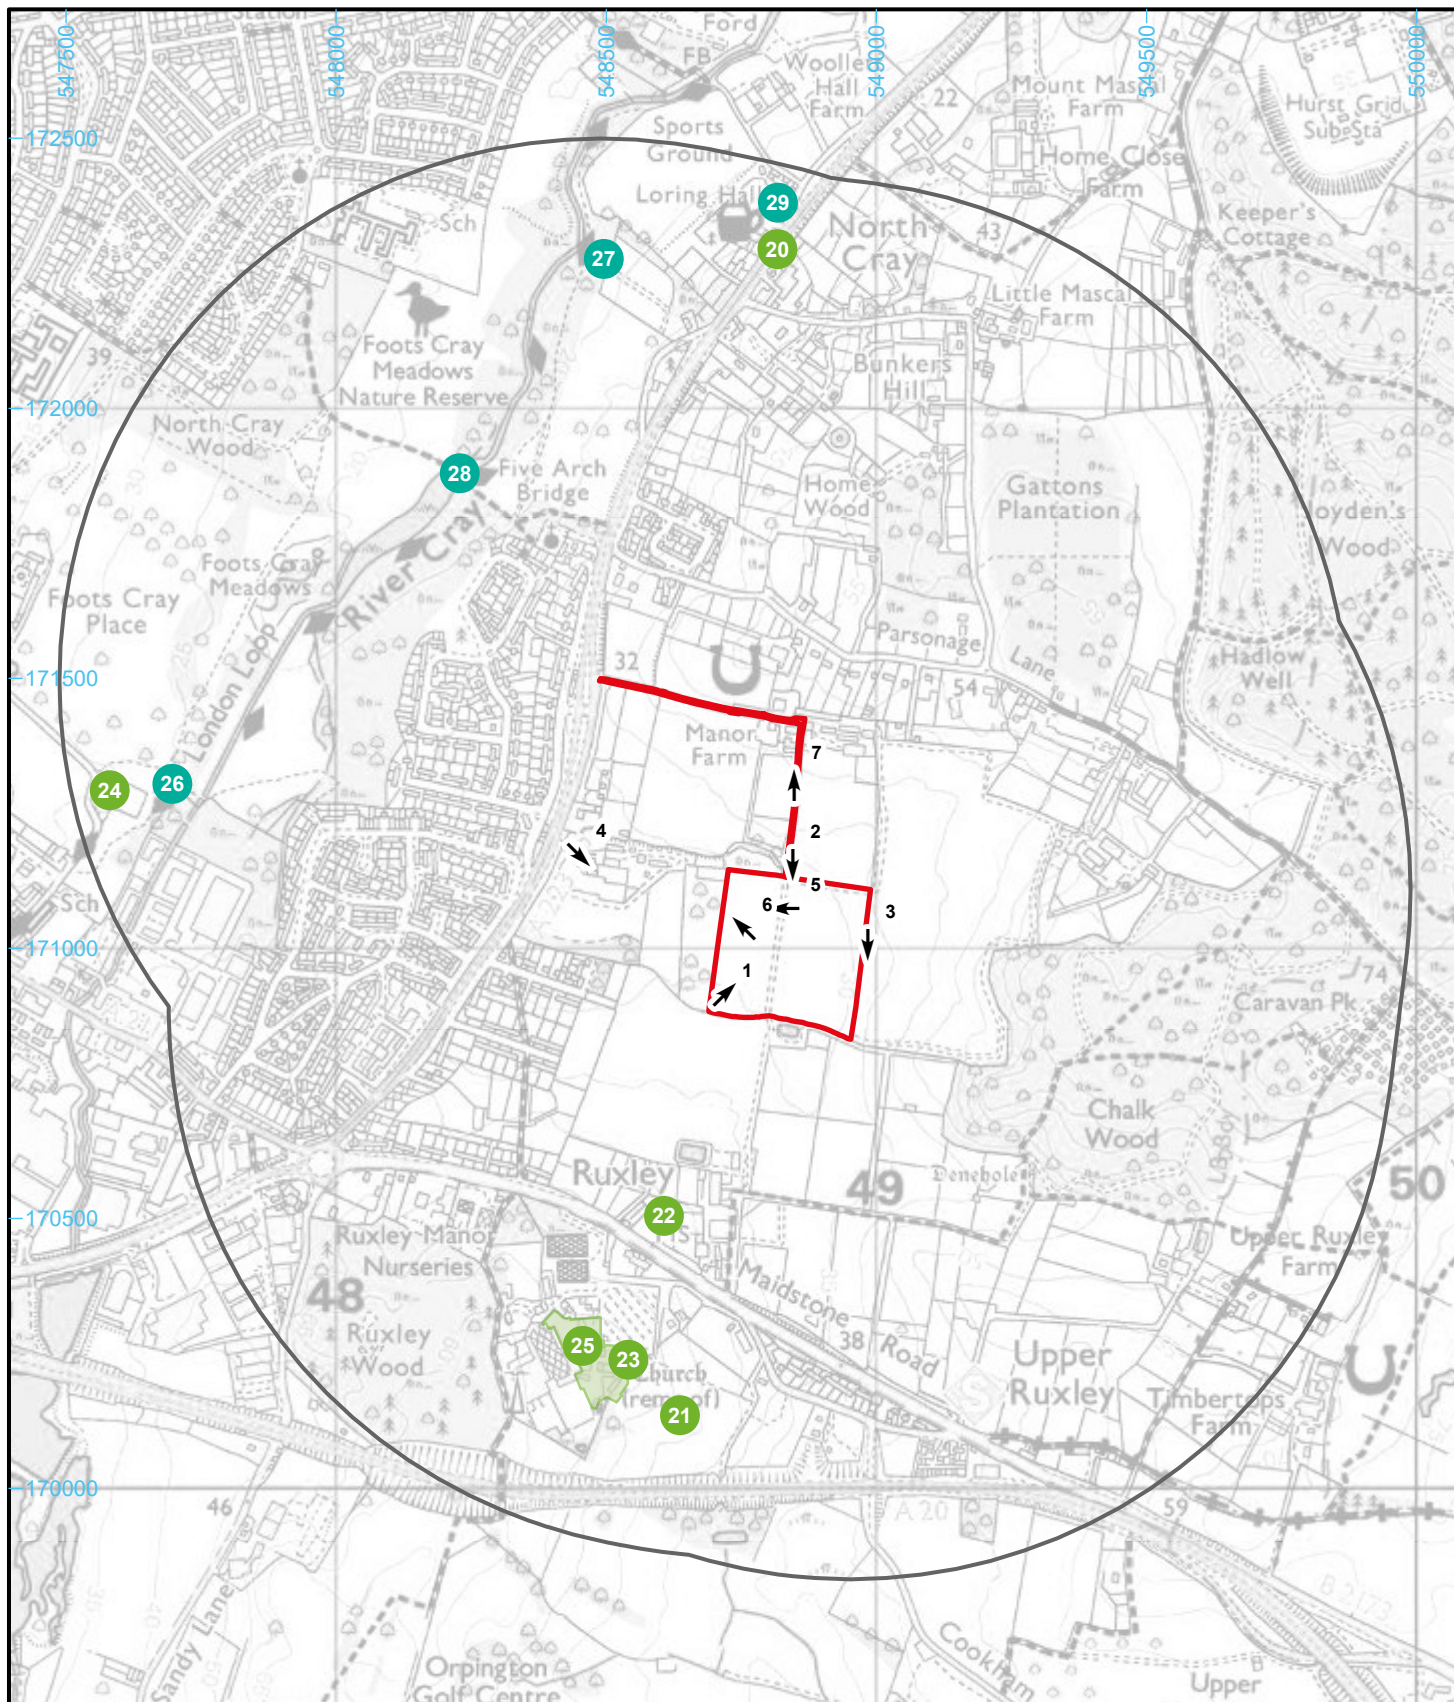 547500
548000
548500
549000
549500
550000
Station
Ford
FB
Woolle
Hall
Farm
22
Mount Mascal
Farm
Hurst Grid
Sub Sta
172500
Sports
Ground
Home Close
Farm
Loring Hall
29
20
North
Cray
43
Keeper's
Cottage
Sch
27
Little Mascal
Farm
39
Foots Cray
Meadows
Nature Reserve
Bunkers
Hill
172000
North Cray
Wood
28
Five Arch
Bridge
Home
Wood
Gattons
Plantation
oyden's
Wood
River Cray
Foots Cray
Meadows
Foots Cray
Place
Parsonage
Lane
32
54
Hadlow
Well
171500
London Loop
Manor
Farm
7
24
26
4
2
5
6
3
Sch
171000
1
74
Caravan Pk
Chalk
Wood
Ruxley
49
Denehole
50
22
170500
Ruxley Manor
Nurseries
Upper Ruxley
Farm
48
Maidstone Road
38
Ruxley
Wood
25
23
Church
(rems of)
21
Upper
Ruxley
Timbertops
Farm
170000
46
A 20
59
B 2173
Sandy Lane
Cookham
Orpington
Golf Centre
Upper